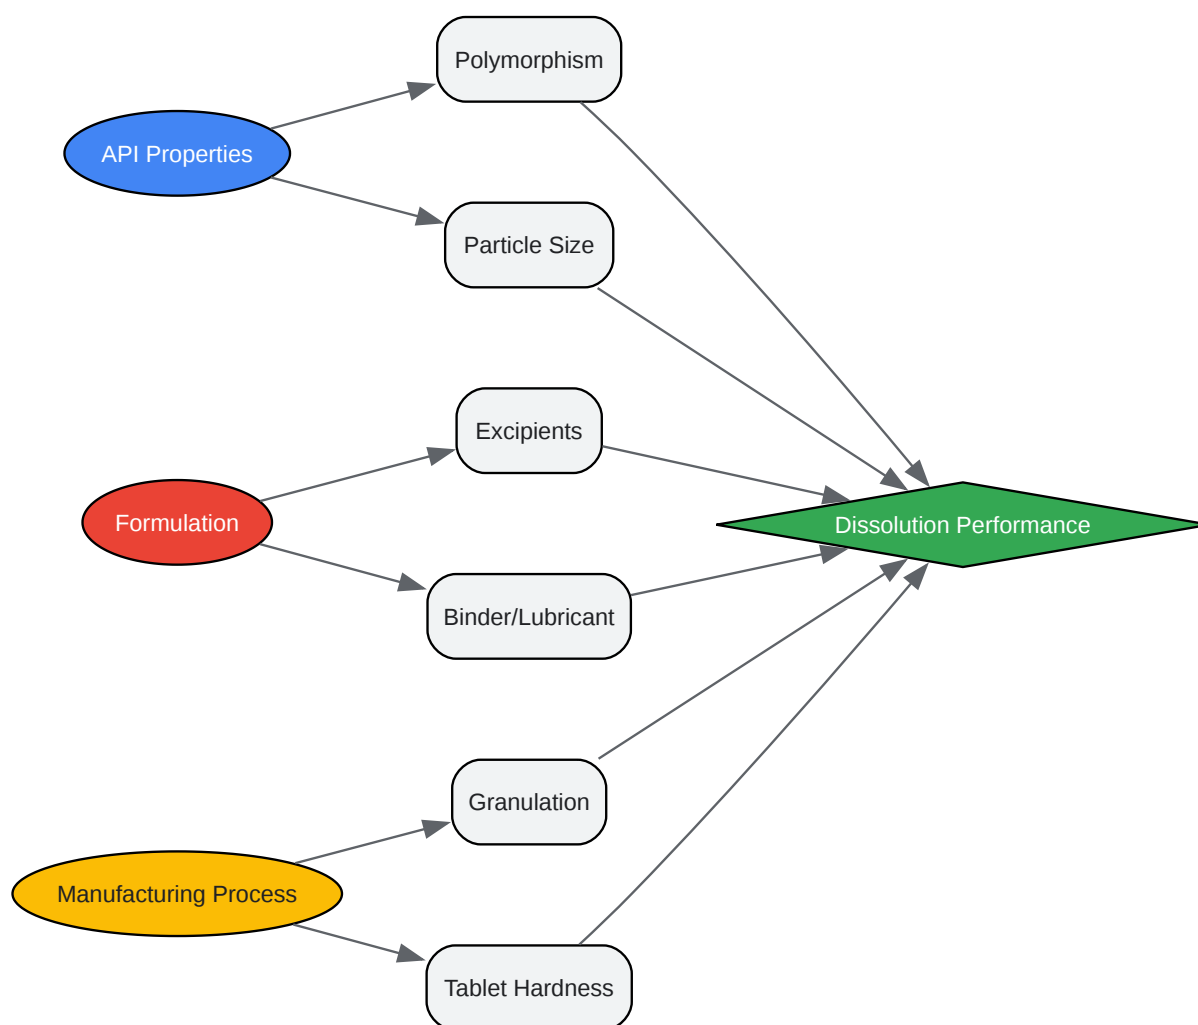 Polymorphism
API Properties
Particle Size
Excipients
Formulation
Dissolution Performance
Binder/Lubricant
Granulation
Manufacturing Process
Tablet Hardness